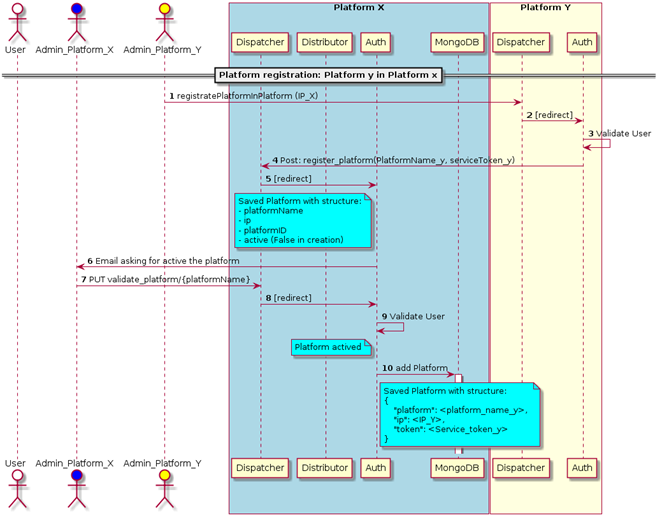 Platform X
Platform Y
User
Admin_Platform_X
Admin_Platform_Y
Dispatcher
Distributor
Auth
MongoDB
Dispatcher
Auth
Platform registration: Platform y in Platform x
1 registratePlatformInPlatform (IP_X)
2 [redirect]
3 Validate User
4 Post: register_platform(PlatformName_y, serviceToken_y)
5 [redirect]
Saved Platform with structure:
- platformName
- ip
- platformID
- active (False in creation)
6 Email asking for active the platform
7 PUT validate_platform/{platformName}
8 [redirect]
9 Validate User
Platform actived
10 add Platform
Saved Platform with structure:
{
"platform": <platform_name_y>,
"ip": <IP_Y>,
"token": <Service_token_y>
}
User
Admin_Platform_X
Admin_Platform_Y
Dispatcher
Distributor
Auth
MongoDB
Dispatcher
Auth